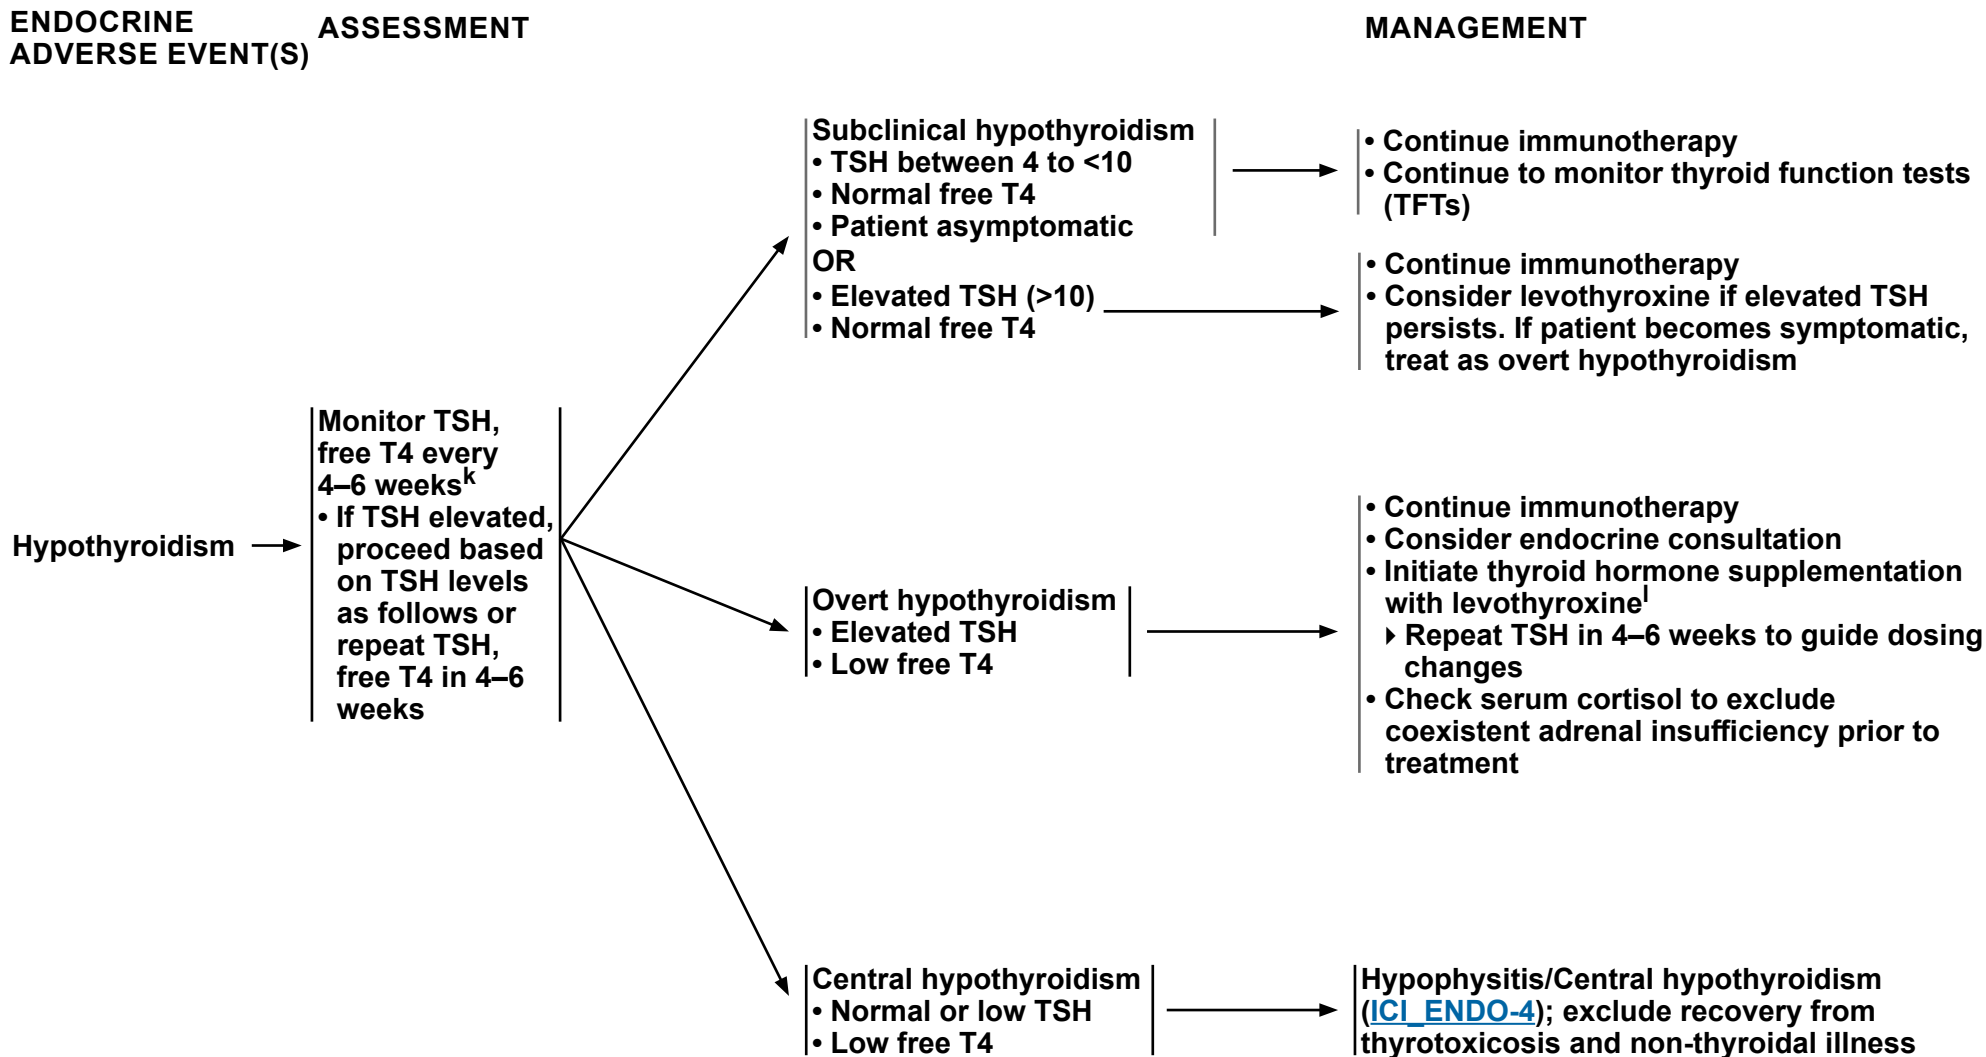 ENDOCRINE
ADVERSE EVENT(S)
ASSESSMENT
MANAGEMENT
Hypothyroidism
Monitor TSH,
free T4 every
4–6 weeksk
• If TSH elevated,
proceed based
on TSH levels
as follows or
repeat TSH,
free T4 in 4–6
weeks
Subclinical hypothyroidism
• TSH between 4 to <10
• Normal free T4
• Patient asymptomatic
OR
• Elevated TSH (>10)
• Normal free T4
• Continue immunotherapy
• Continue to monitor thyroid function tests
(TFTs)
• Continue immunotherapy
• Consider levothyroxine if elevated TSH
persists. If patient becomes symptomatic,
treat as overt hypothyroidism
Overt hypothyroidism
• Elevated TSH
• Low free T4
• Continue immunotherapy
• Consider endocrine consultation
• Initiate thyroid hormone supplementation
with levothyroxinel
▸ Repeat TSH in 4–6 weeks to guide dosing
changes
• Check serum cortisol to exclude
coexistent adrenal insufficiency prior to
treatment
Central hypothyroidism
• Normal or low TSH
• Low free T4
Hypophysitis/Central hypothyroidism
(ICI_ENDO-4); exclude recovery from
thyrotoxicosis and non-thyroidal illness